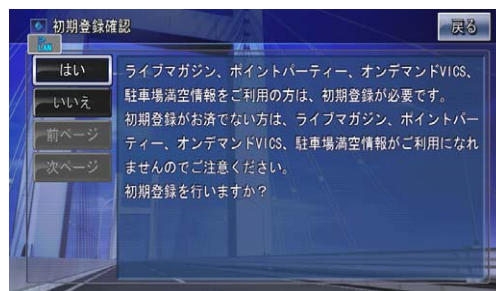 初期登録確認
戻る
LAN
はい
いいえ
前ページ
次ページ
ライブマガジン、ポイントパーティー、オンデマンドVICS、
駐車場満空情報をご利用の方は、初期登録が必要です。
初期登録がお済でない方は、ライブマガジン、ポイントパー
ティー、オンデマンドVICS、駐車場満空情報がご利用になれ
ませんのでご注意ください。
初期登録を行いますか？